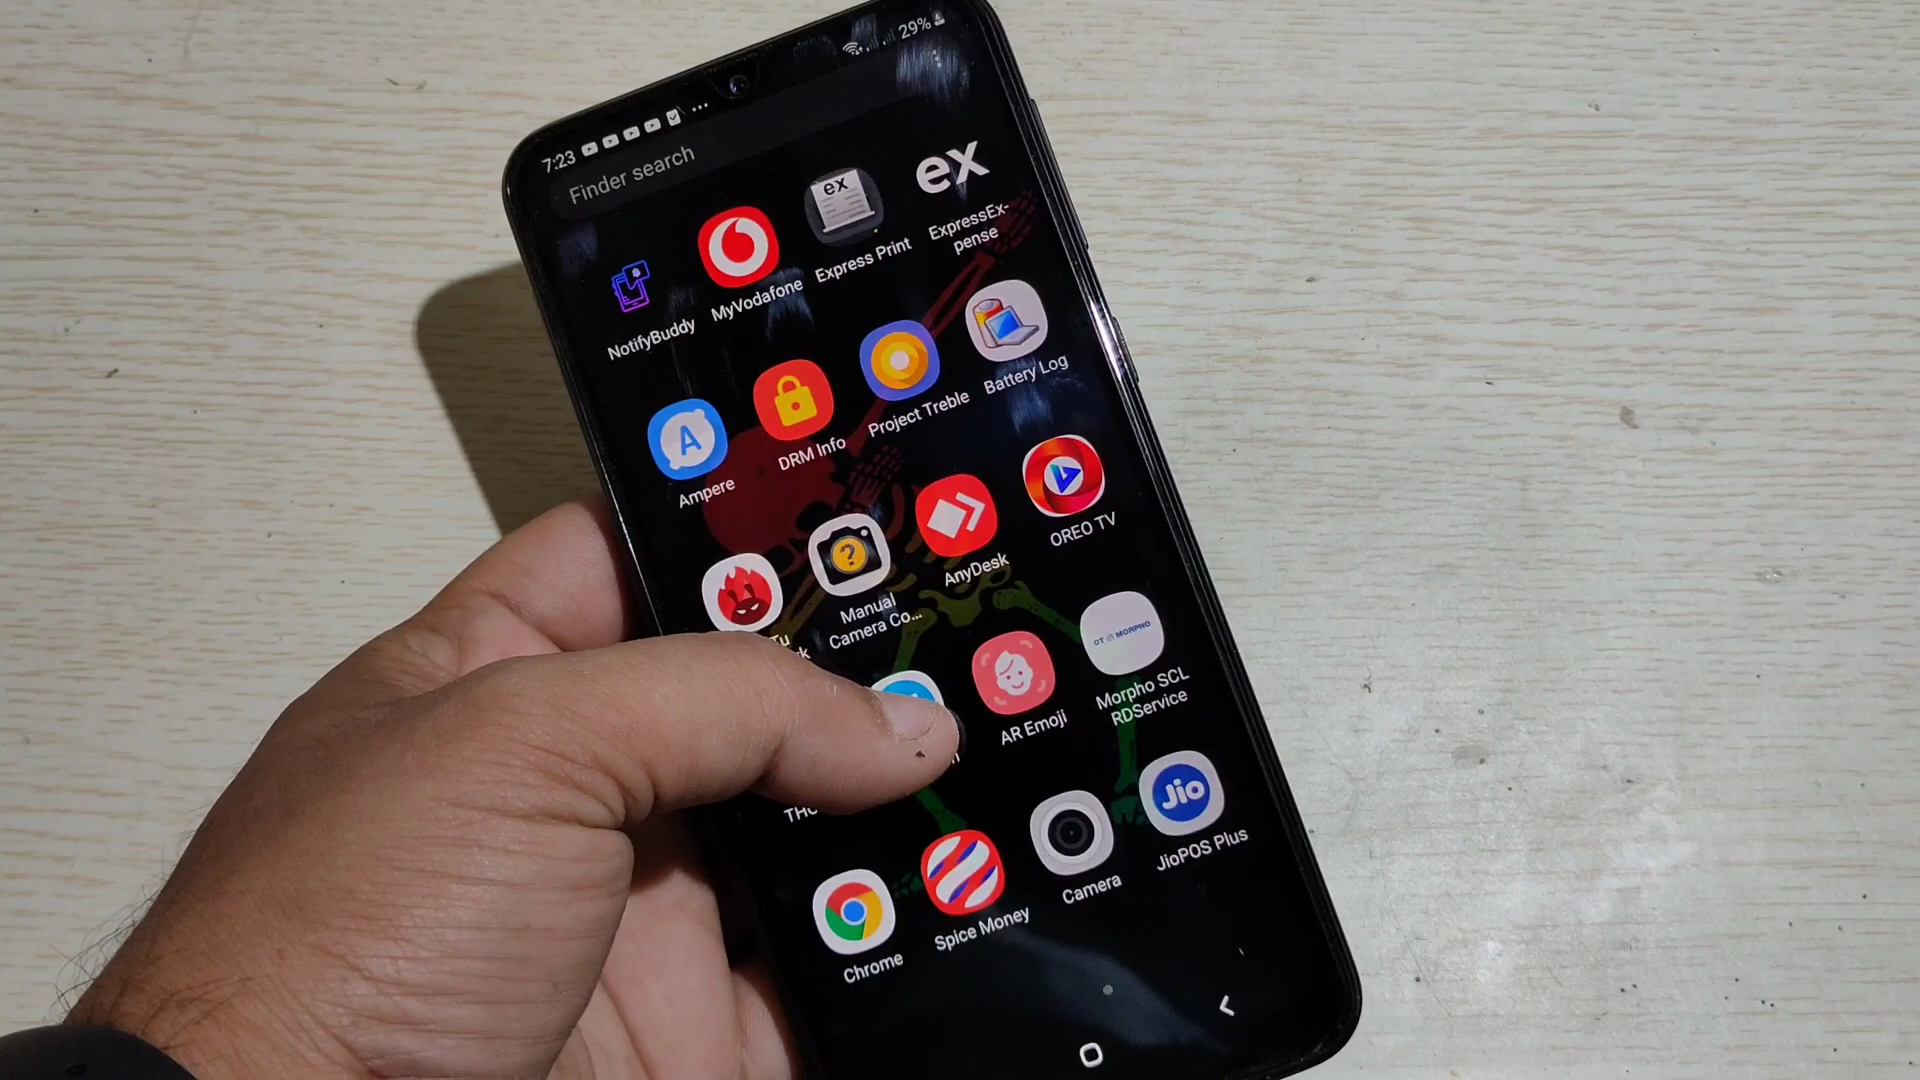 7:23
29%
Finder search
ex
ex
NotifyBuddy
MyVodafone
Express Print
ExpressEx-
pense
A
Ampere
DRM Info
Project Treble
Battery Log
?
Manual
Camera Co...
AnyDesk
OREO TV
AR Emoji
OT MORPHO
Morpho SCL
RDService
Chrome
Spice Money
Camera
Jio
JioPOS Plus